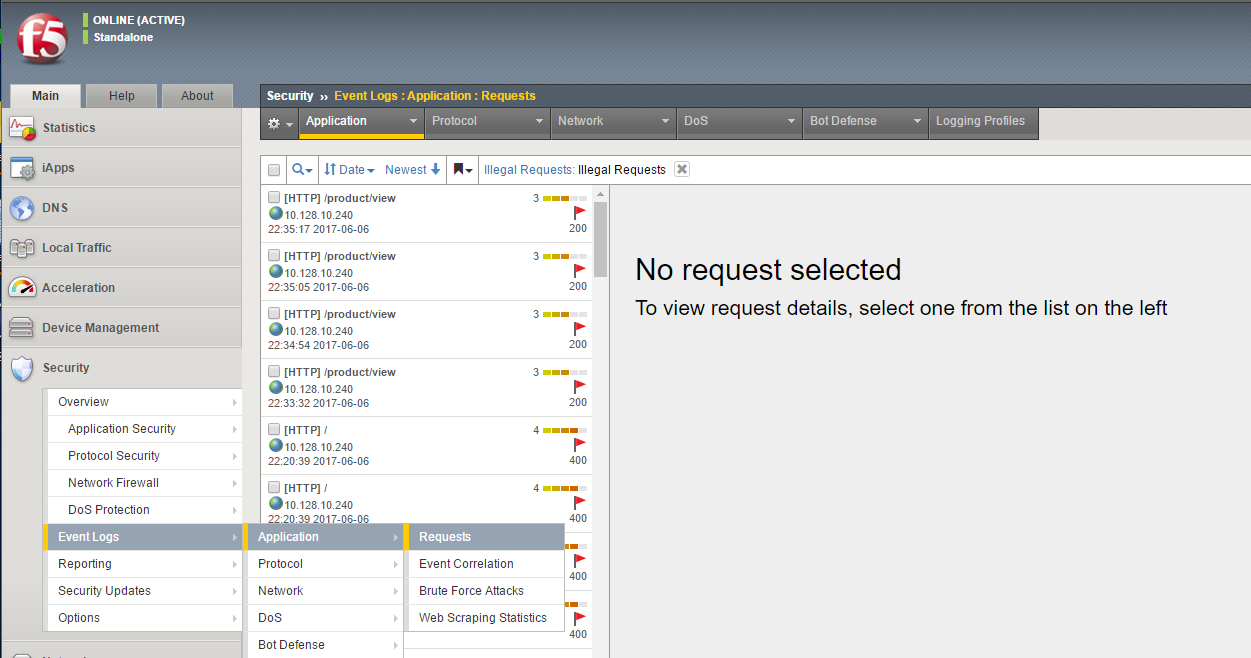 f5
ONLINE (ACTIVE)
Standalone
Main Help About
Security ›› Event Logs : Application : Requests
Application Protocol Network DoS Bot Defense Logging Profiles
Date Newest Illegal Requests: Illegal Requests
Statistics
iApps
DNS
Local Traffic
Acceleration
Device Management
Security
Overview
Application Security
Protocol Security
Network Firewall
DoS Protection
Event Logs
Reporting
Security Updates
Options
Application
Protocol
Network
DoS
Bot Defense
Requests
Event Correlation
Brute Force Attacks
Web Scraping Statistics
[HTTP] /product/view 3
10.128.10.240
22:35:17 2017-06-06 200
[HTTP] /product/view 3
10.128.10.240
22:35:05 2017-06-06 200
[HTTP] /product/view 3
10.128.10.240
22:34:54 2017-06-06 200
[HTTP] /product/view 3
10.128.10.240
22:33:32 2017-06-06 200
[HTTP] / 4
10.128.10.240
22:20:39 2017-06-06 400
[HTTP] / 4
10.128.10.240
22:20:39 2017-06-06 400
400
400
No request selected
To view request details, select one from the list on the left